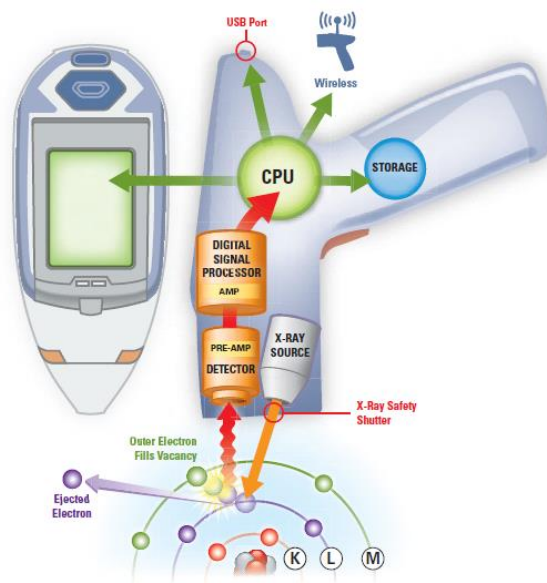 USB Port
Wireless
CPU
STORAGE
DIGITAL
SIGNAL
PROCESSOR
AMP
PRE-AMP
DETECTOR
X-RAY
SOURCE
X-Ray Safety
Shutter
Outer Electron
Fills Vacancy
Ejected
Electron
K
L
M